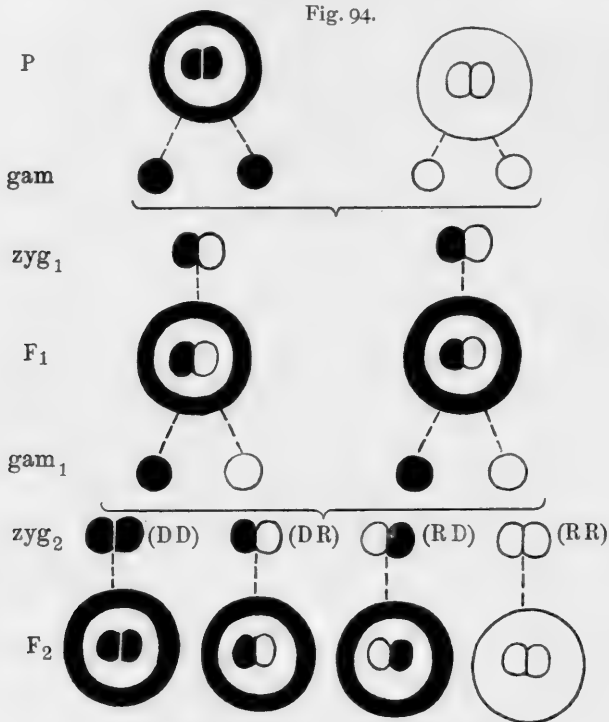 Fig. 94.
P
gam
zyg₁
F₁
gam₁
zyg₂ (DD) (DR) (RD) (RR)
F₂